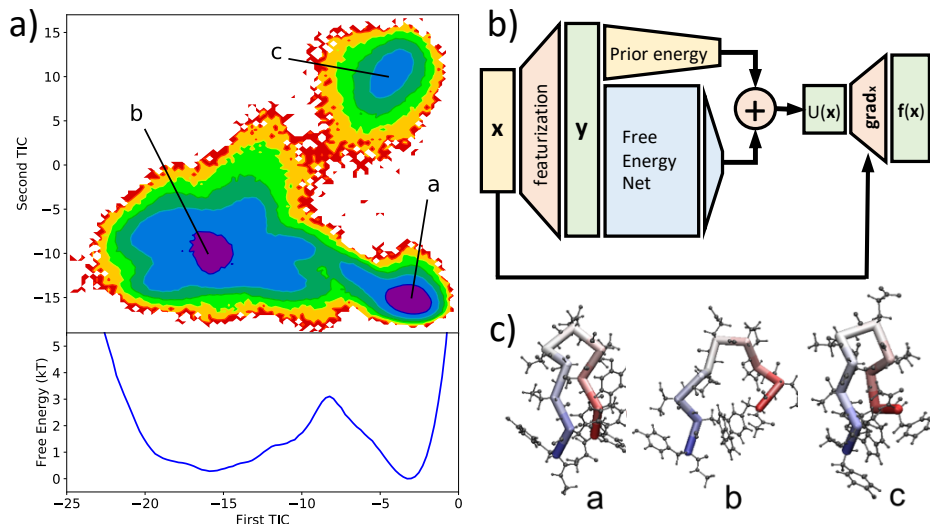 a)
Second TIC
15
10
5
0
−5
−10
−15
c
b
a
Free Energy (kT)
5
4
3
2
1
0
−25
−20
−15
−10
−5
0
First TIC
b)
x
featurization
y
Prior energy
Free
Energy
Net
+
U(x)
gradₓ
f(x)
c)
a
b
c